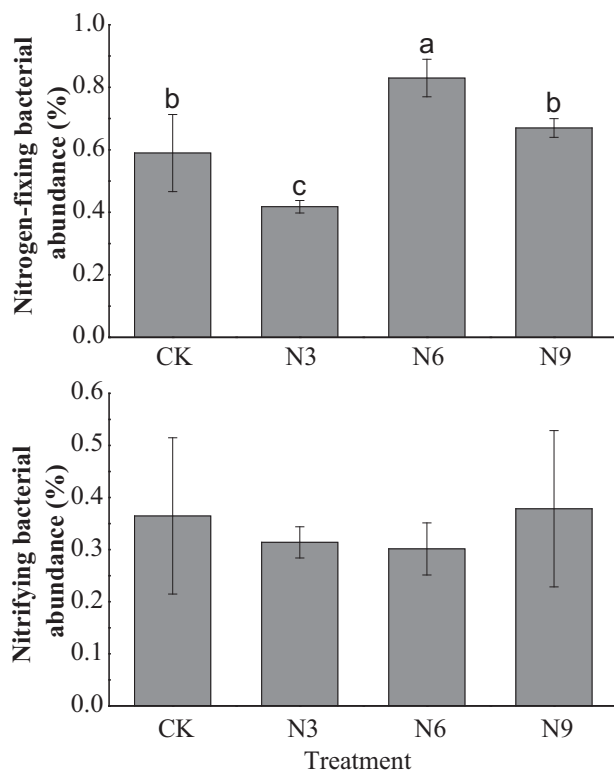 Nitrogen-fixing bacterial
abundance (%)
1.0
0.8
0.6
0.4
0.2
0.0
b
c
a
b
CK N3 N6 N9
Nitrifying bacterial
abundance (%)
0.6
0.5
0.4
0.3
0.2
0.1
0.0
CK N3 N6 N9
Treatment